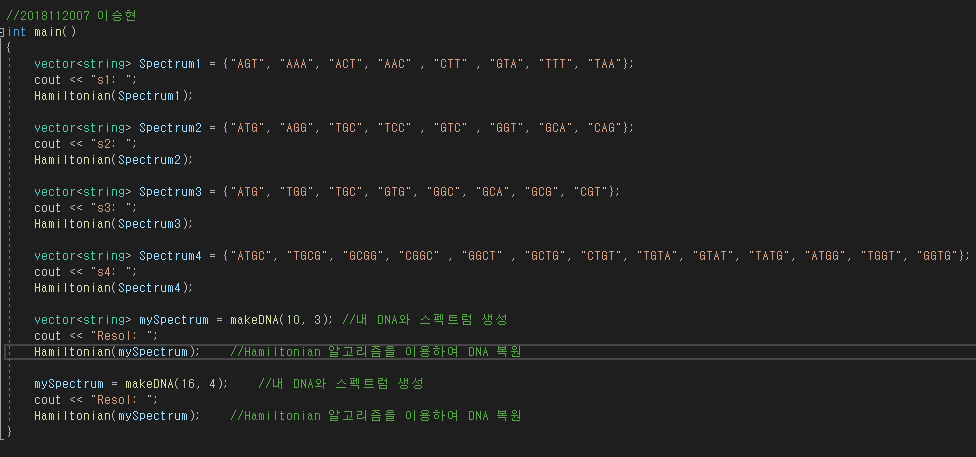 //2018112007 이승현
int main()
{
vector<string> Spectrum1 = {"AGT", "AAA", "ACT", "AAC" , "CTT" , "GTA", "TTT", "TAA"};
cout << "s1: ";
Hamiltonian(Spectrum1);
vector<string> Spectrum2 = {"ATG", "AGG", "TGC", "TCC" , "GTC" , "GGT", "GCA", "CAG"};
cout << "s2: ";
Hamiltonian(Spectrum2);
vector<string> Spectrum3 = {"ATG", "TGG", "TGC", "GTG", "GGC", "GCA", "GCG", "CGT"};
cout << "s3: ";
Hamiltonian(Spectrum3);
vector<string> Spectrum4 = {"ATGC", "TGCG", "GCGG", "CGGC" , "GGCT" , "GCTG", "CTGT", "TGTA", "GTAT", "TATG", "ATGG", "TGGT", "GGTG"};
cout << "s4: ";
Hamiltonian(Spectrum4);
vector<string> mySpectrum = makeDNA(10, 3); //내 DNA와 스펙트럼 생성
cout << "Resol: ";
Hamiltonian(mySpectrum); //Hamiltonian 알고리즘을 이용하여 DNA 복원
mySpectrum = makeDNA(16, 4); //내 DNA와 스펙트럼 생성
cout << "Resol: ";
Hamiltonian(mySpectrum); //Hamiltonian 알고리즘을 이용하여 DNA 복원
}